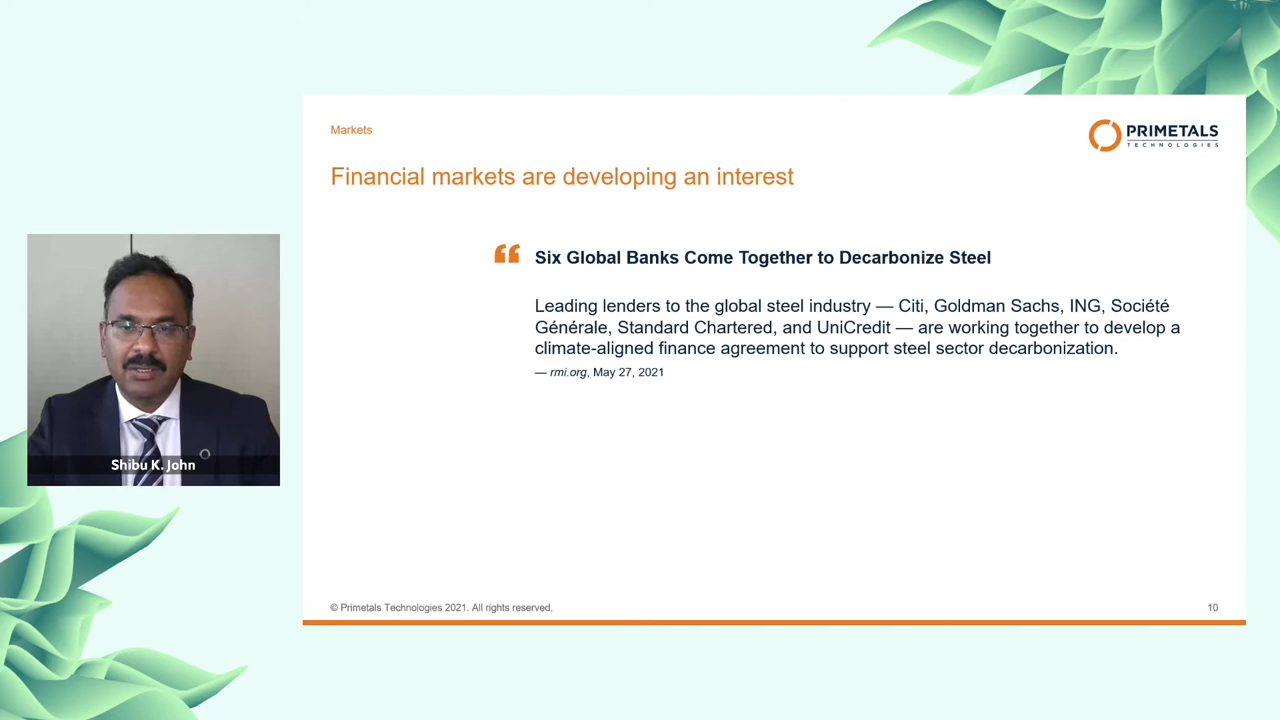 Markets
PRIMETALS
TECHNOLOGIES
Financial markets are developing an interest
“ Six Global Banks Come Together to Decarbonize Steel
Leading lenders to the global steel industry — Citi, Goldman Sachs, ING, Société
Générale, Standard Chartered, and UniCredit — are working together to develop a
climate-aligned finance agreement to support steel sector decarbonization.
— rmi.org, May 27, 2021
Shibu K. John
© Primetals Technologies 2021. All rights reserved.
10